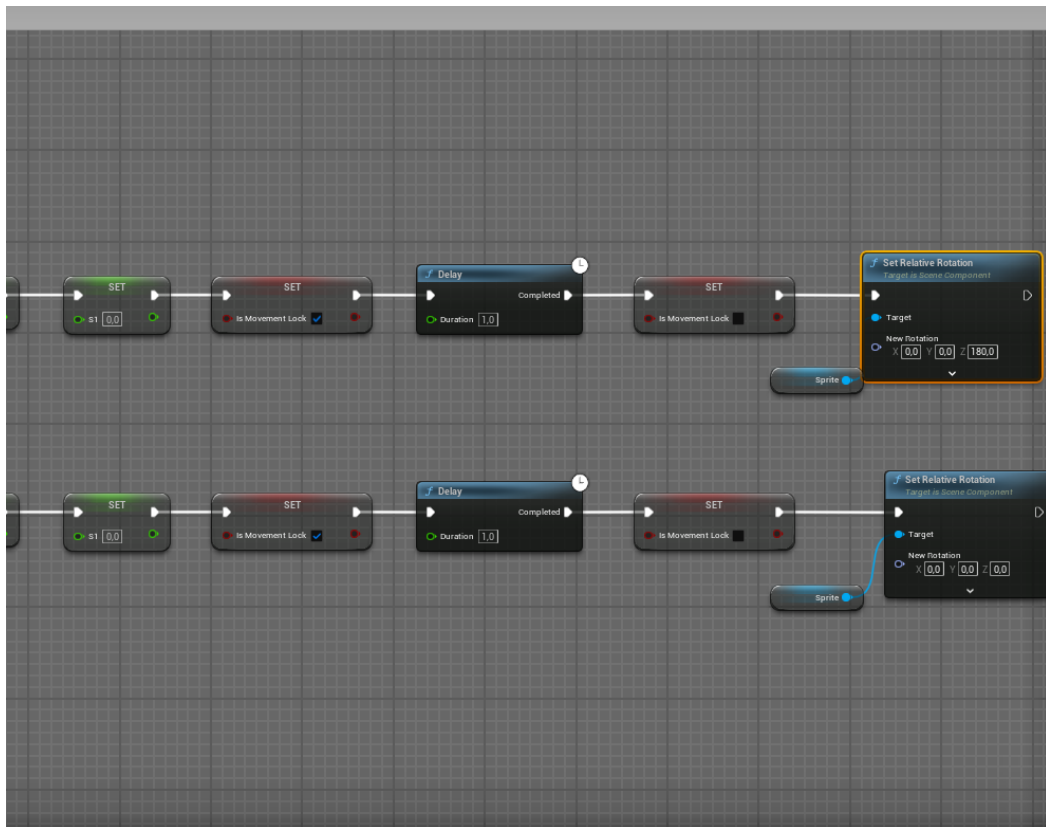 SET
S1 0,0
SET
Is Movement Lock
f Delay
Completed
Duration 1,0
SET
Is Movement Lock
f Set Relative Rotation
Target is Scene Component
Target
New Rotation
X 0,0 Y 0,0 Z 180,0
Sprite
SET
S1 0,0
SET
Is Movement Lock
f Delay
Completed
Duration 1,0
SET
Is Movement Lock
f Set Relative Rotation
Target is Scene Component
Target
New Rotation
X 0,0 Y 0,0 Z 0,0
Sprite